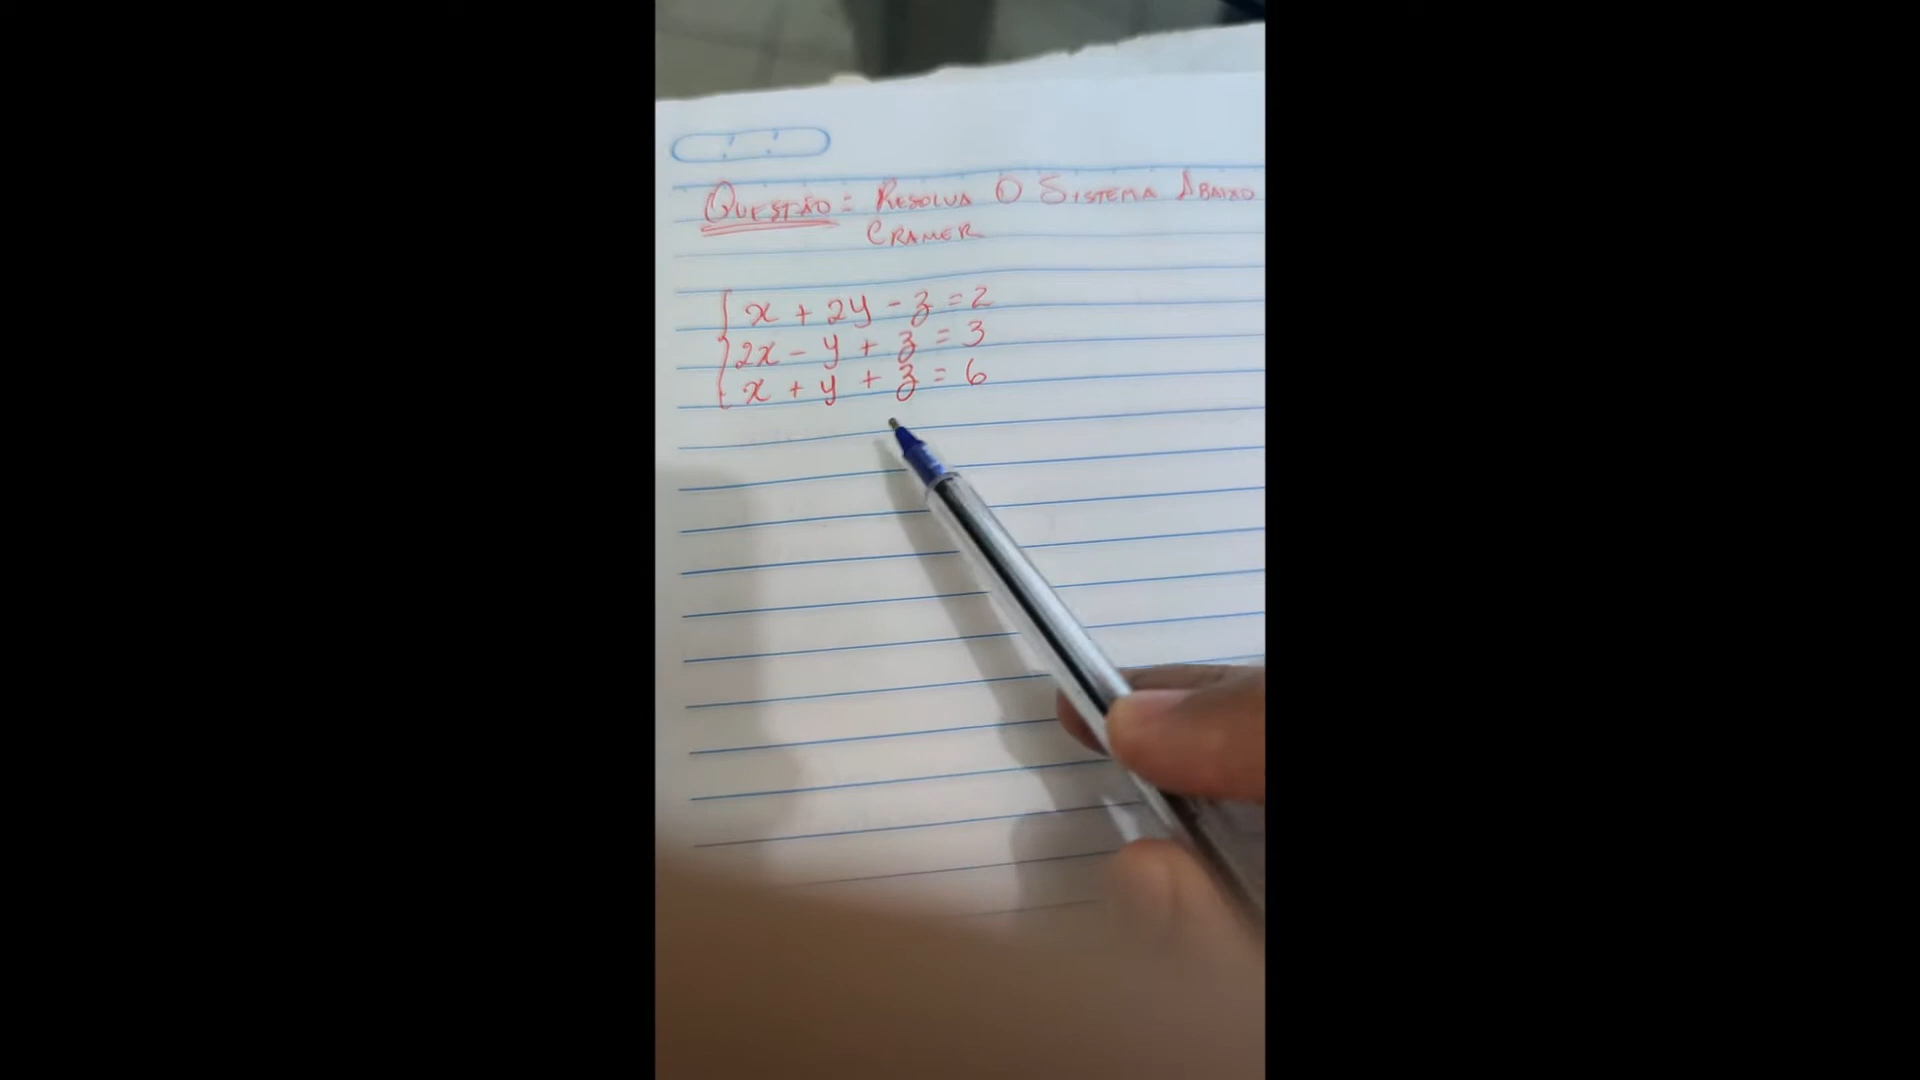 QUESTÃO: RESOLVA O SISTEMA ABAIXO
CRAMER
x + 2y - z = 2
2x - y + z = 3
x + y + z = 6